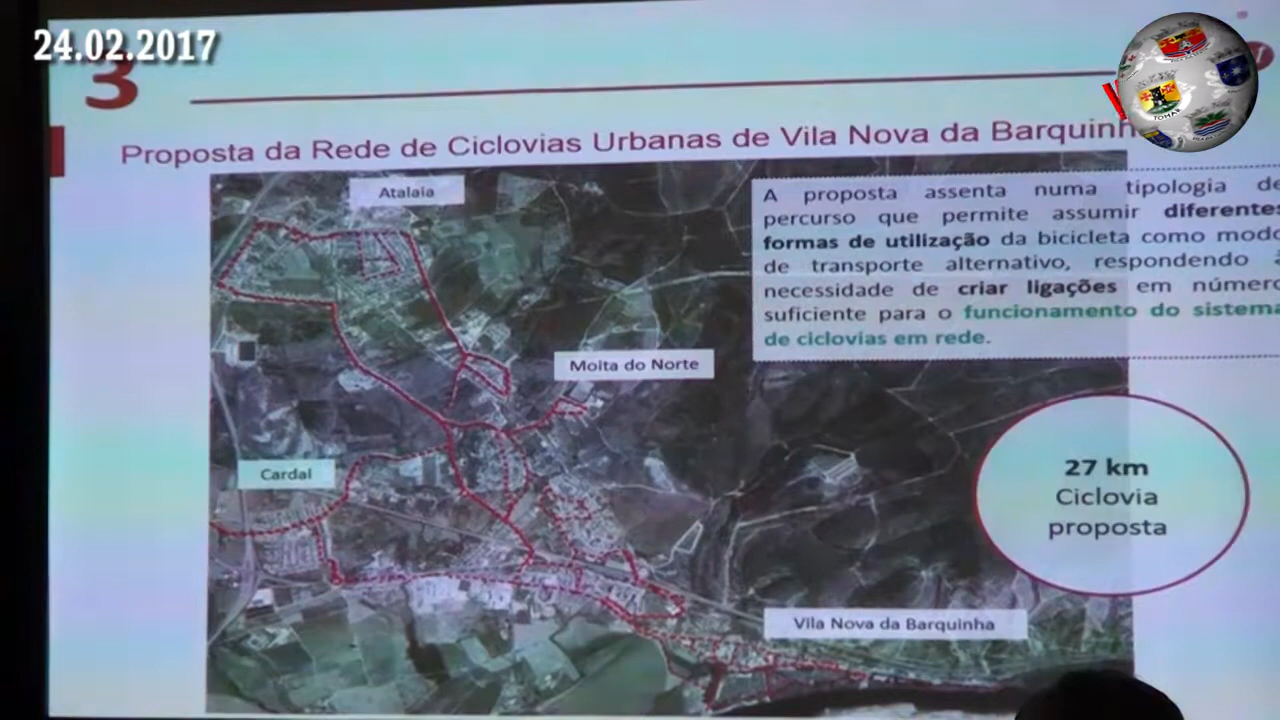 24.02.2017
3
Proposta da Rede de Ciclovias Urbanas de Vila Nova da Barquinh
Atalaia
A proposta assenta numa tipologia de
percurso que permite assumir diferentes
formas de utilização da bicicleta como modo
de transporte alternativo, respondendo à
necessidade de criar ligações em número
suficiente para o funcionamento do sistema
de ciclovias em rede.
Moita do Norte
Cardal
27 km
Ciclovia
proposta
Vila Nova da Barquinha
TOMAR